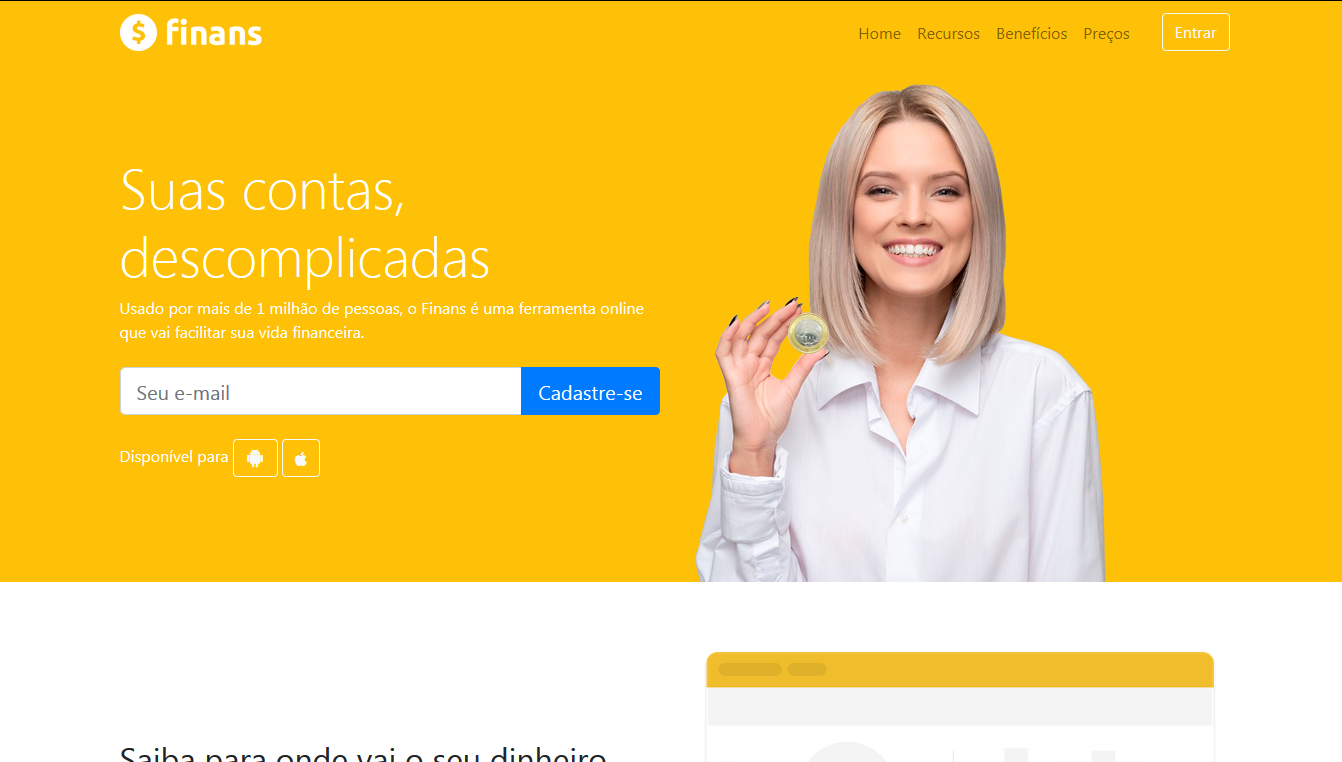 finans
Home Recursos Benefícios Preços Entrar
Suas contas,
descomplicadas
Usado por mais de 1 milhão de pessoas, o Finans é uma ferramenta online
que vai facilitar sua vida financeira.
Seu e-mail Cadastre-se
Disponível para
Saiba para onde vai o seu dinheiro